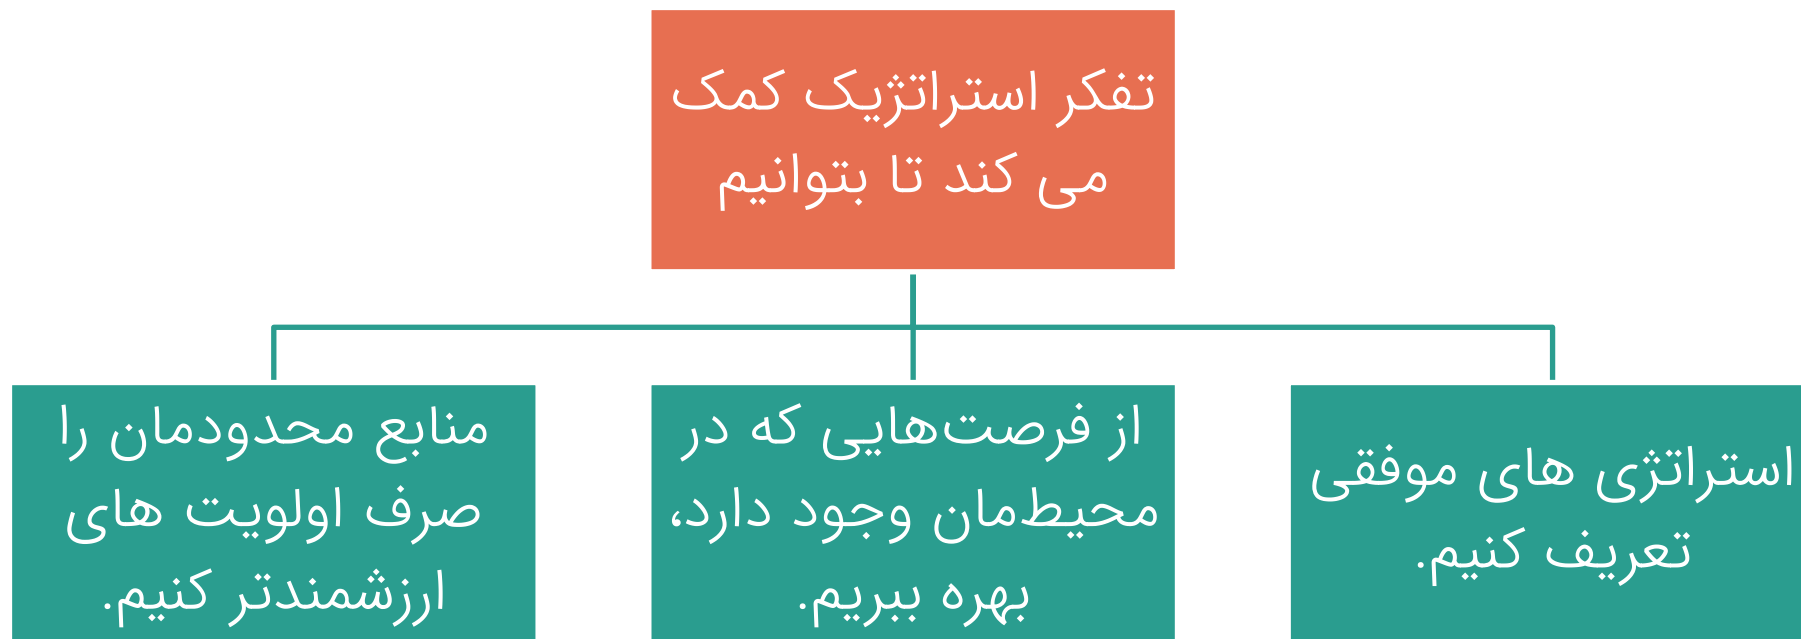 تفکر استراتژیک کمک
می کند تا بتوانیم
استراتژی های موفقی
تعریف کنیم.
از فرصت‌هایی که در
محیط‌مان وجود دارد،
بهره ببریم.
منابع محدودمان را
صرف اولویت های
ارزشمندتر کنیم.